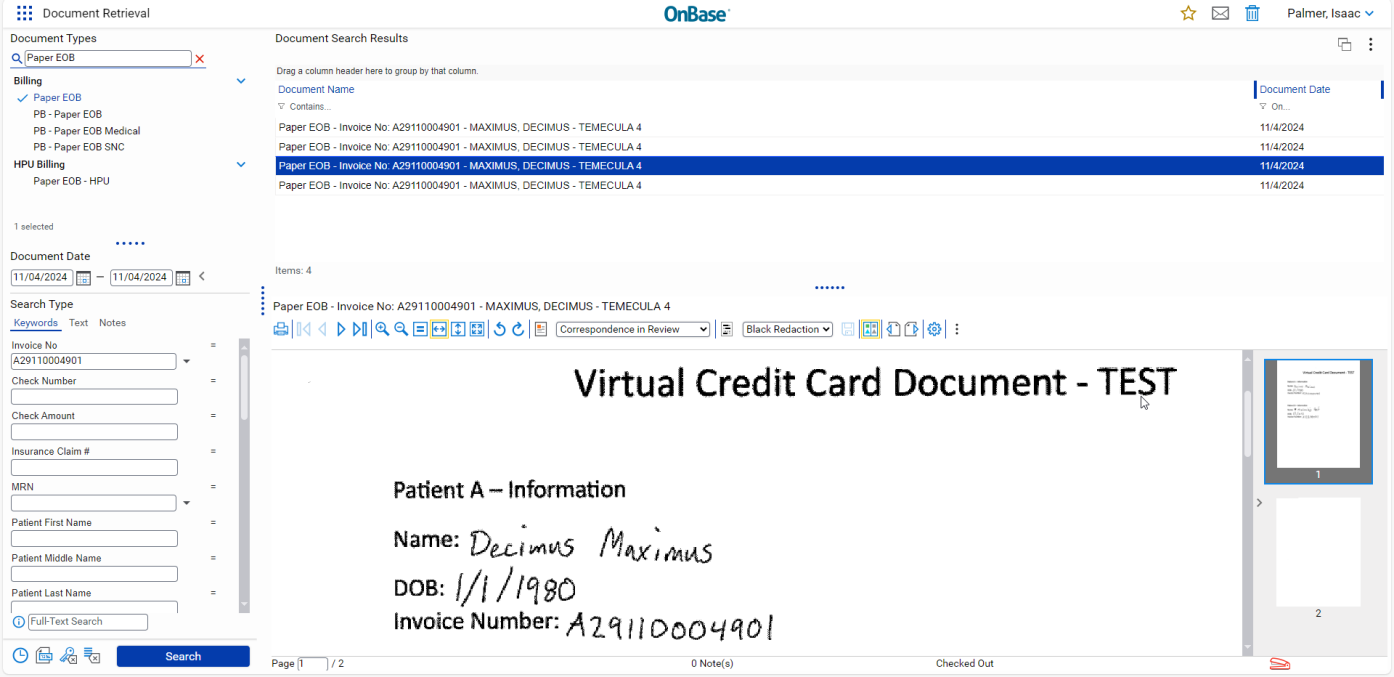 Document Retrieval
OnBase
Palmer, Isaac
Document Types
Paper EOB
Billing
Paper EOB
PB - Paper EOB
PB - Paper EOB Medical
PB - Paper EOB SNC
HPU Billing
Paper EOB - HPU
1 selected
Document Date
11/04/2024 – 11/04/2024
Search Type
Keywords Text Notes
Invoice No =
A29110004901
Check Number =
Check Amount =
Insurance Claim # =
MRN =
Patient First Name =
Patient Middle Name =
Patient Last Name =
Full-Text Search
Search
Document Search Results
Drag a column header here to group by that column.
Document Name Document Date
Contains... On...
Paper EOB - Invoice No: A29110004901 - MAXIMUS, DECIMUS - TEMECULA 4 11/4/2024
Paper EOB - Invoice No: A29110004901 - MAXIMUS, DECIMUS - TEMECULA 4 11/4/2024
Paper EOB - Invoice No: A29110004901 - MAXIMUS, DECIMUS - TEMECULA 4 11/4/2024
Paper EOB - Invoice No: A29110004901 - MAXIMUS, DECIMUS - TEMECULA 4 11/4/2024
Items: 4
Paper EOB - Invoice No: A29110004901 - MAXIMUS, DECIMUS - TEMECULA 4
Correspondence in Review Black Redaction
Virtual Credit Card Document - TEST
Patient A – Information
Name: Decimus Maximus
DOB: 1/1/1980
Invoice Number: A29110004901
1
2
Page 1 / 2 0 Note(s) Checked Out